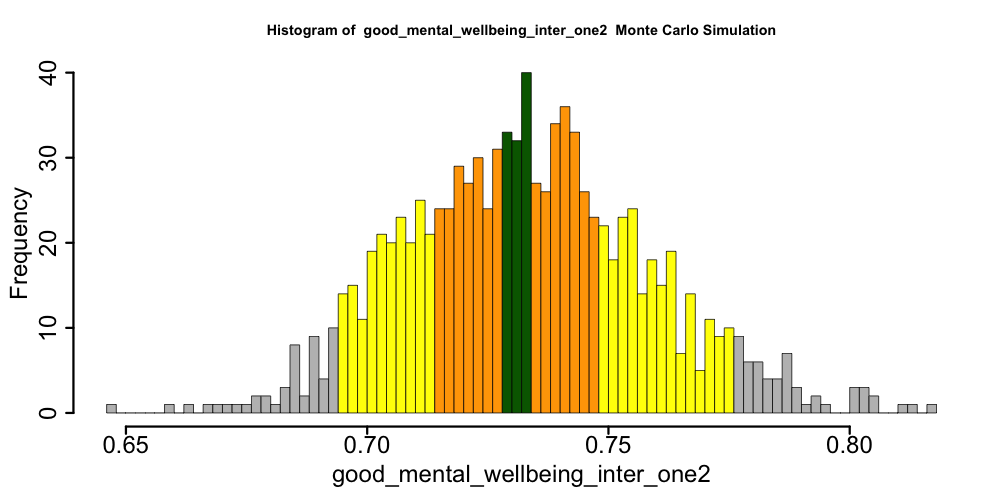 Histogram of  good_mental_wellbeing_inter_one2  Monte Carlo Simulation
Frequency
40
30
20
10
0
0.65 0.70 0.75 0.80
good_mental_wellbeing_inter_one2